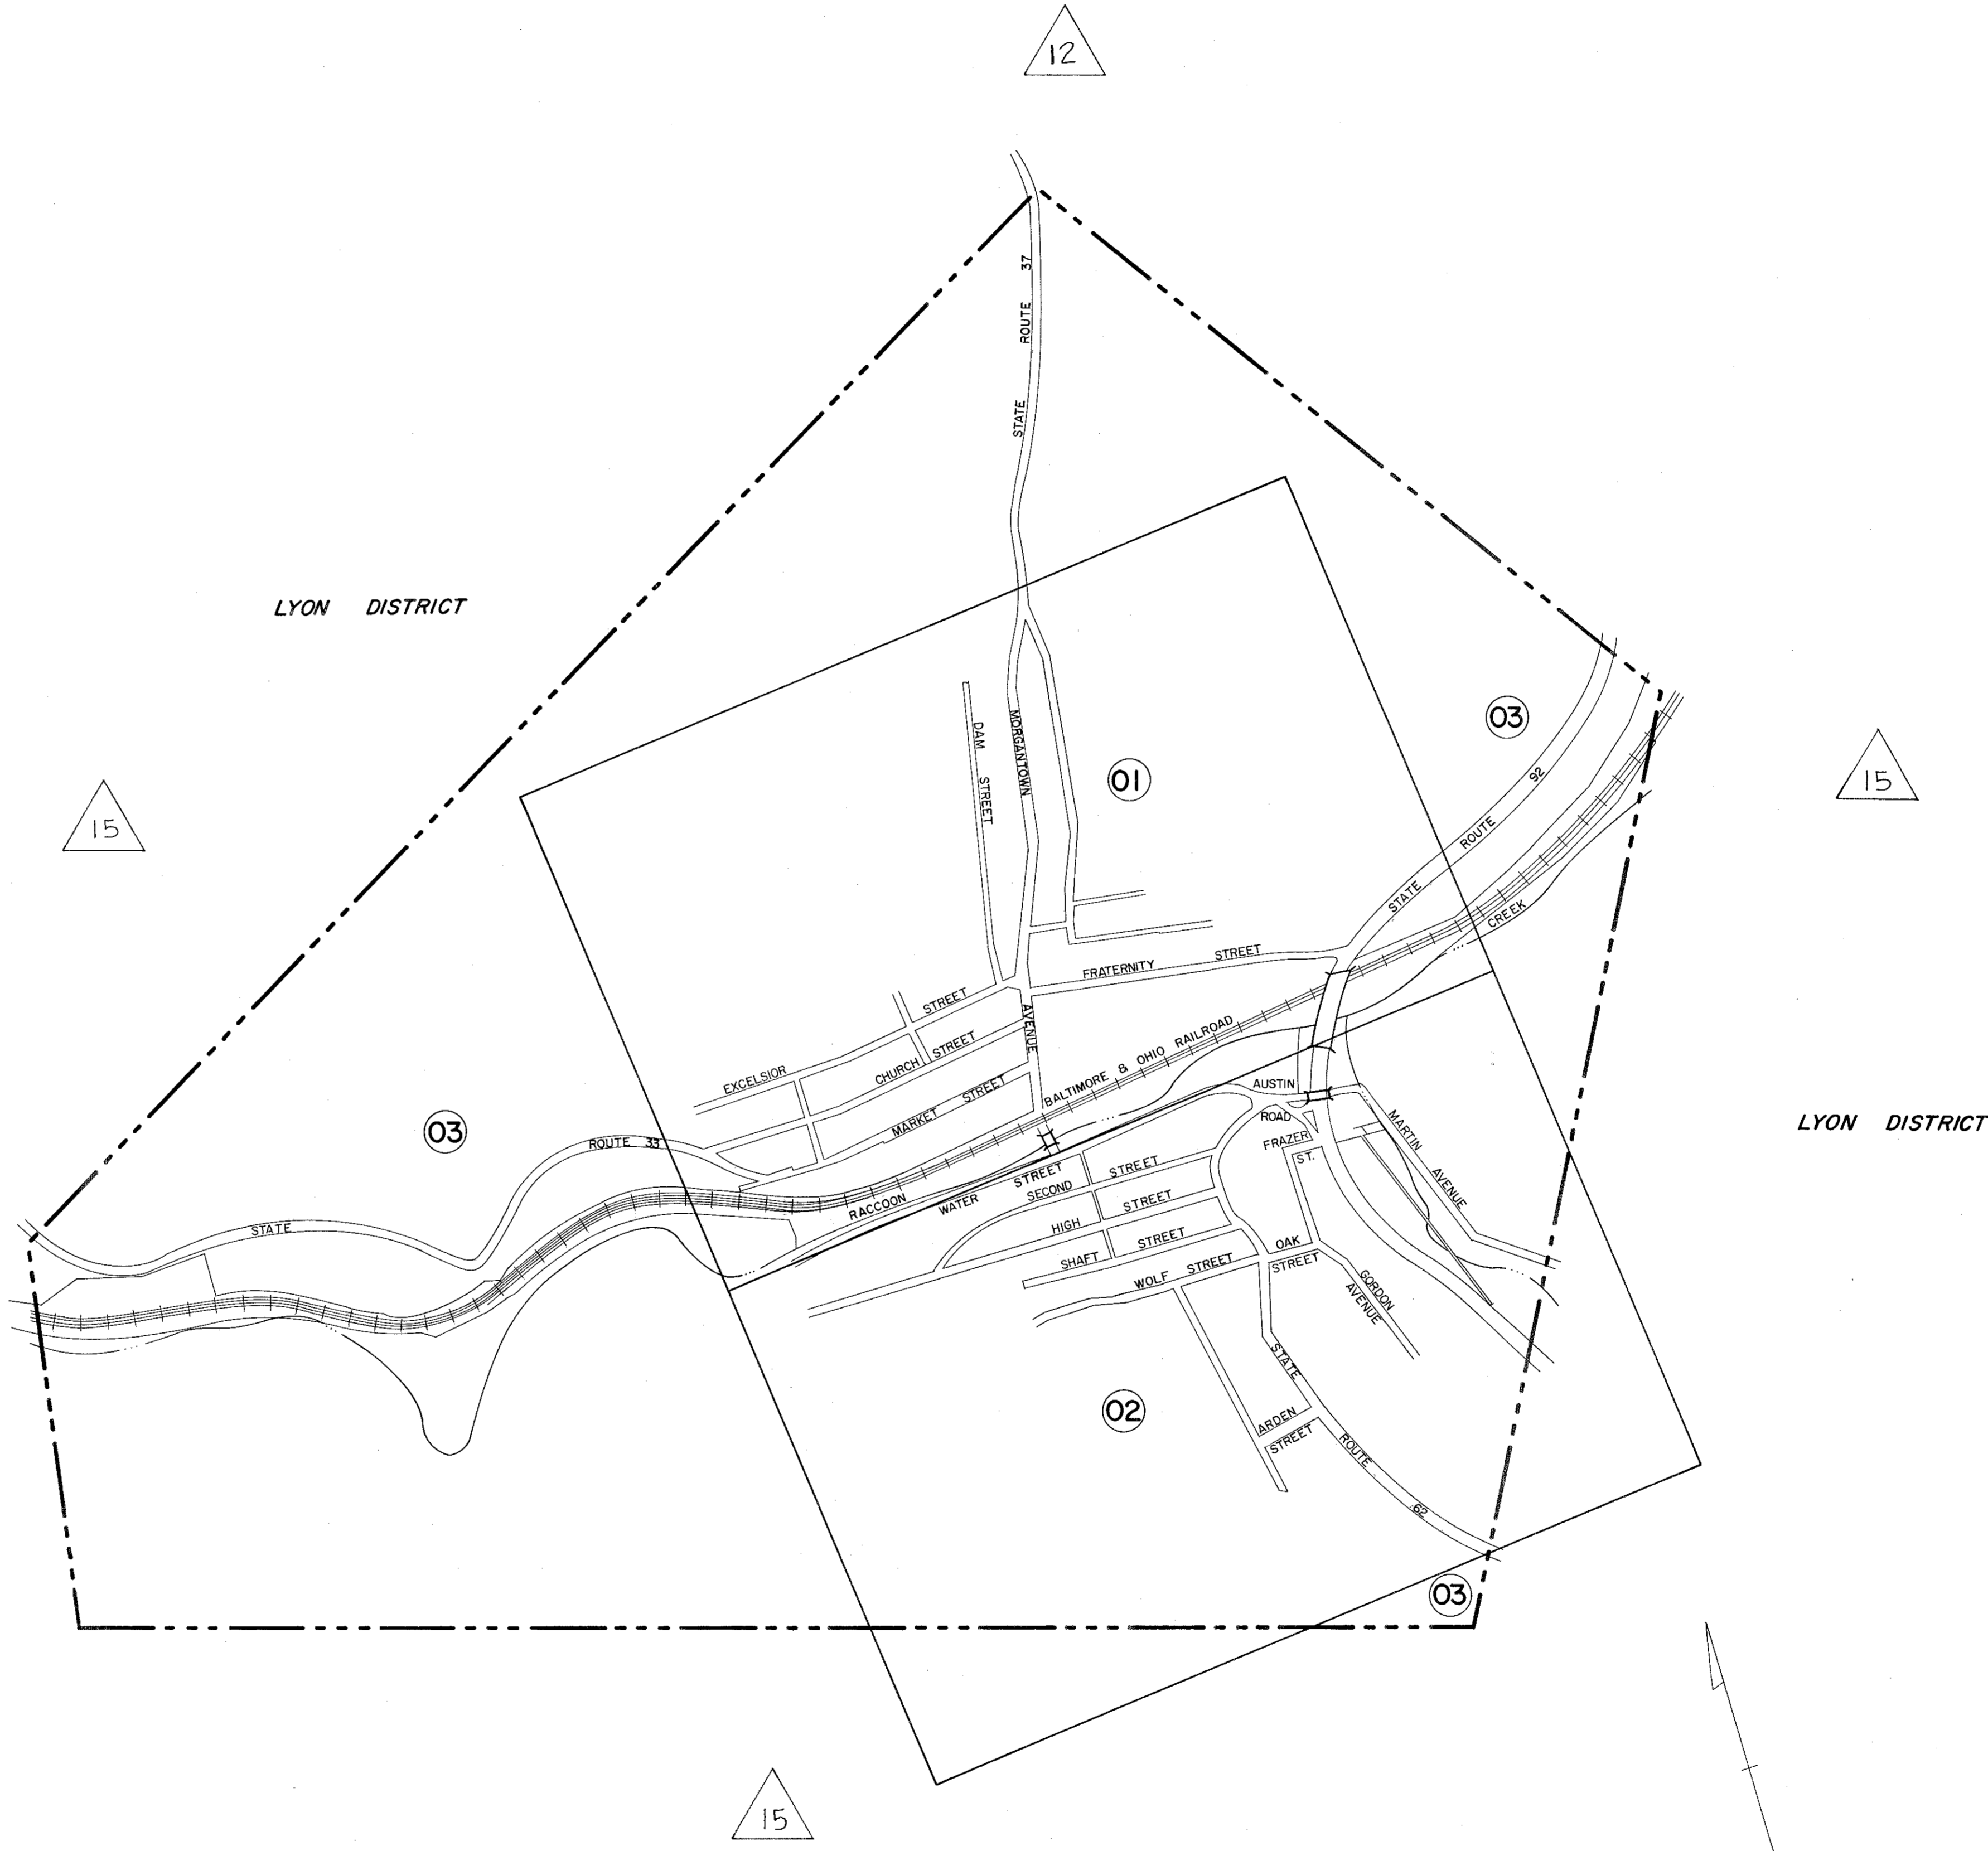 12
STATE ROUTE 37
LYON DISTRICT
03
DAM STREET
MORGANTOWN AVENUE
01
15
15
STATE ROUTE 92
CREEK
FRATERNITY STREET
EXCELSIOR STREET
CHURCH STREET
MARKET STREET
BALTIMORE & OHIO RAILROAD
03
STATE ROUTE 33
AUSTIN ROAD
MARTIN AVENUE
LYON DISTRICT
FRAZER ST.
RACCOON
WATER STREET
SECOND STREET
HIGH STREET
SHAFT STREET
WOLF STREET
OAK STREET
GORDON AVENUE
STATE ROUTE 62
ARDEN STREET
02
03
15